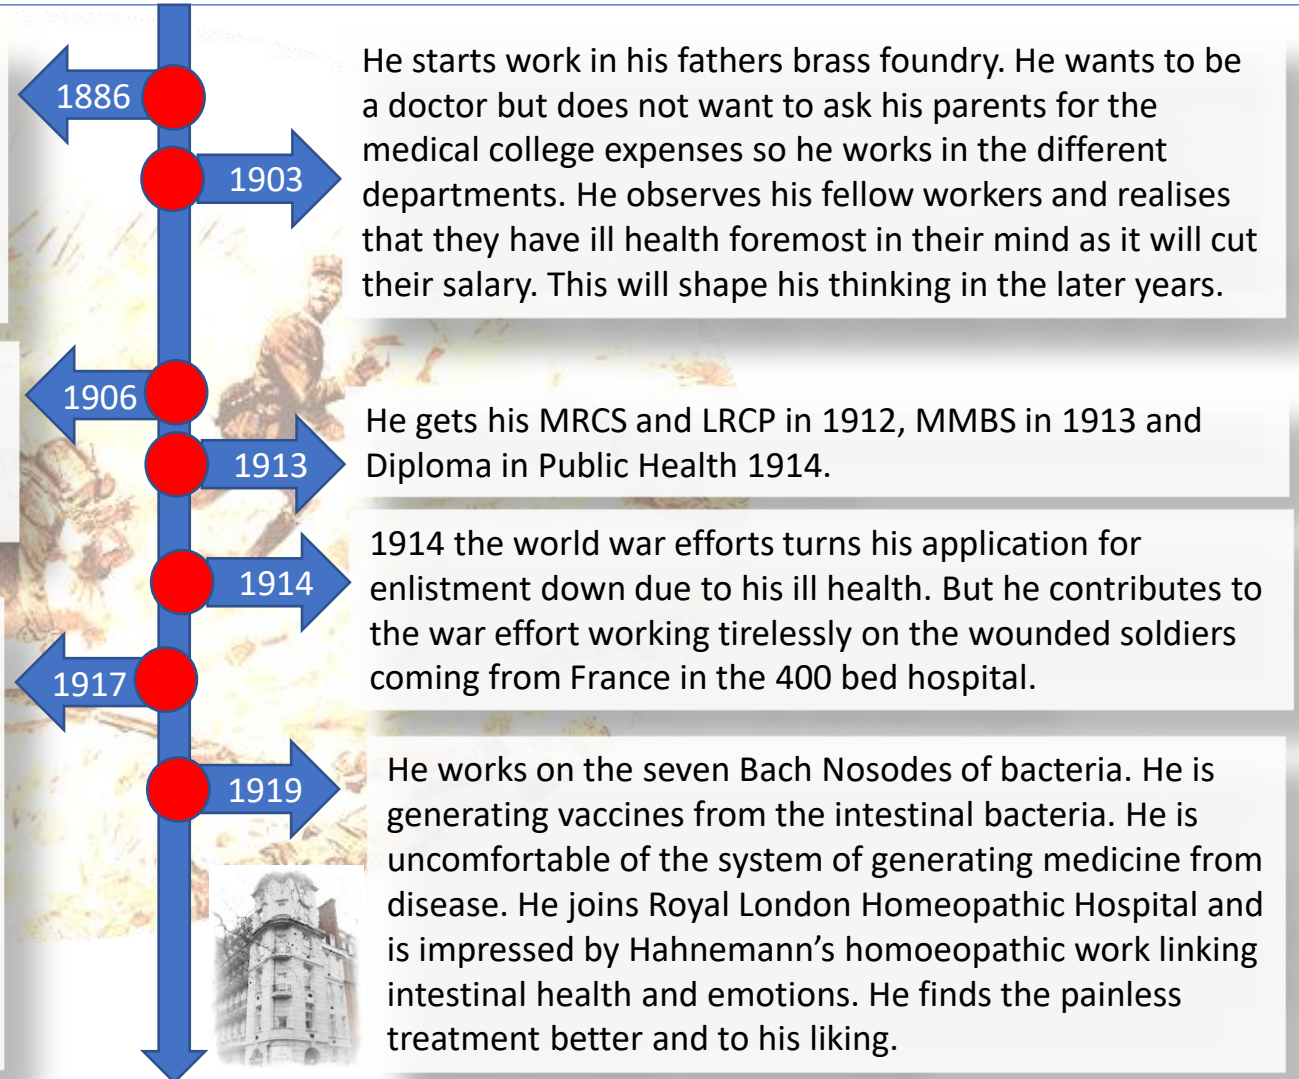 1886
1903
He starts work in his fathers brass foundry. He wants to be
a doctor but does not want to ask his parents for the
medical college expenses so he works in the different
departments. He observes his fellow workers and realises
that they have ill health foremost in their mind as it will cut
their salary. This will shape his thinking in the later years.
1906
1913
He gets his MRCS and LRCP in 1912, MMBS in 1913 and
Diploma in Public Health 1914.
1914
1914 the world war efforts turns his application for
enlistment down due to his ill health. But he contributes to
the war effort working tirelessly on the wounded soldiers
coming from France in the 400 bed hospital.
1917
1919
He works on the seven Bach Nosodes of bacteria. He is
generating vaccines from the intestinal bacteria. He is
uncomfortable of the system of generating medicine from
disease. He joins Royal London Homeopathic Hospital and
is impressed by Hahnemann’s homoeopathic work linking
intestinal health and emotions. He finds the painless
treatment better and to his liking.